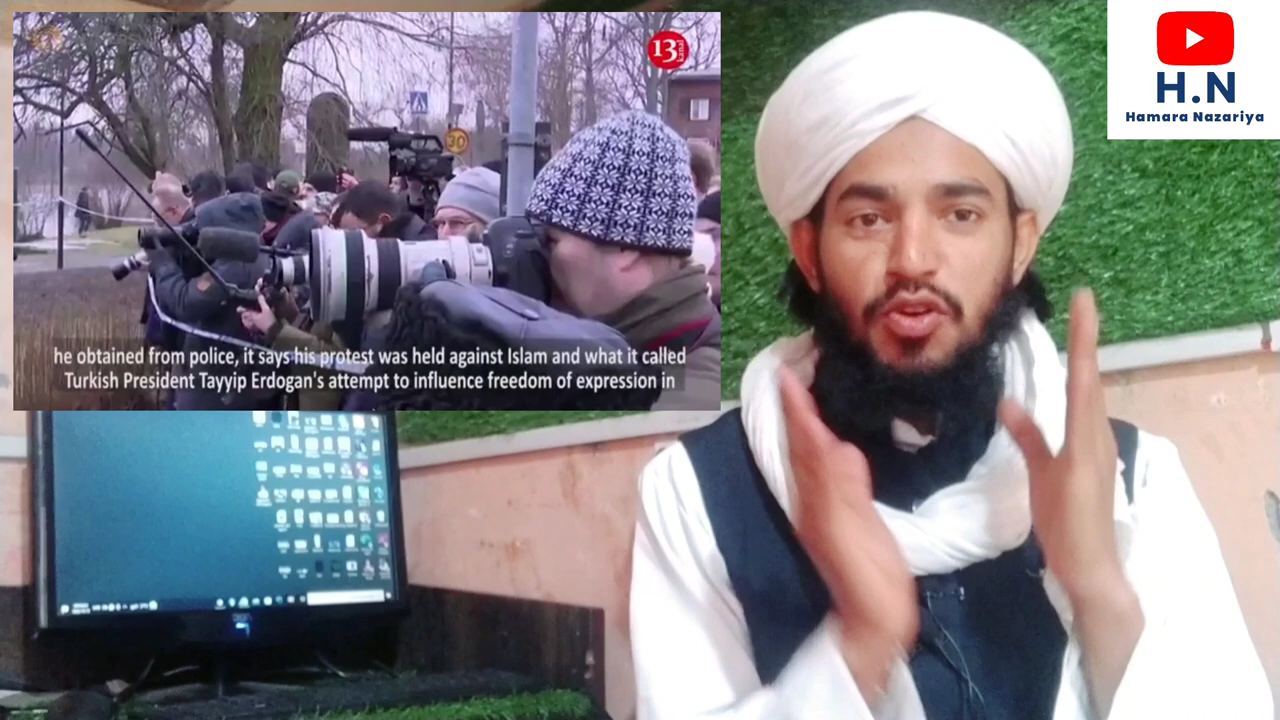 13
kanal
30
he obtained from police, it says his protest was held against Islam and what it called
Turkish President Tayyip Erdogan's attempt to influence freedom of expression in
H.N
Hamara Nazariya